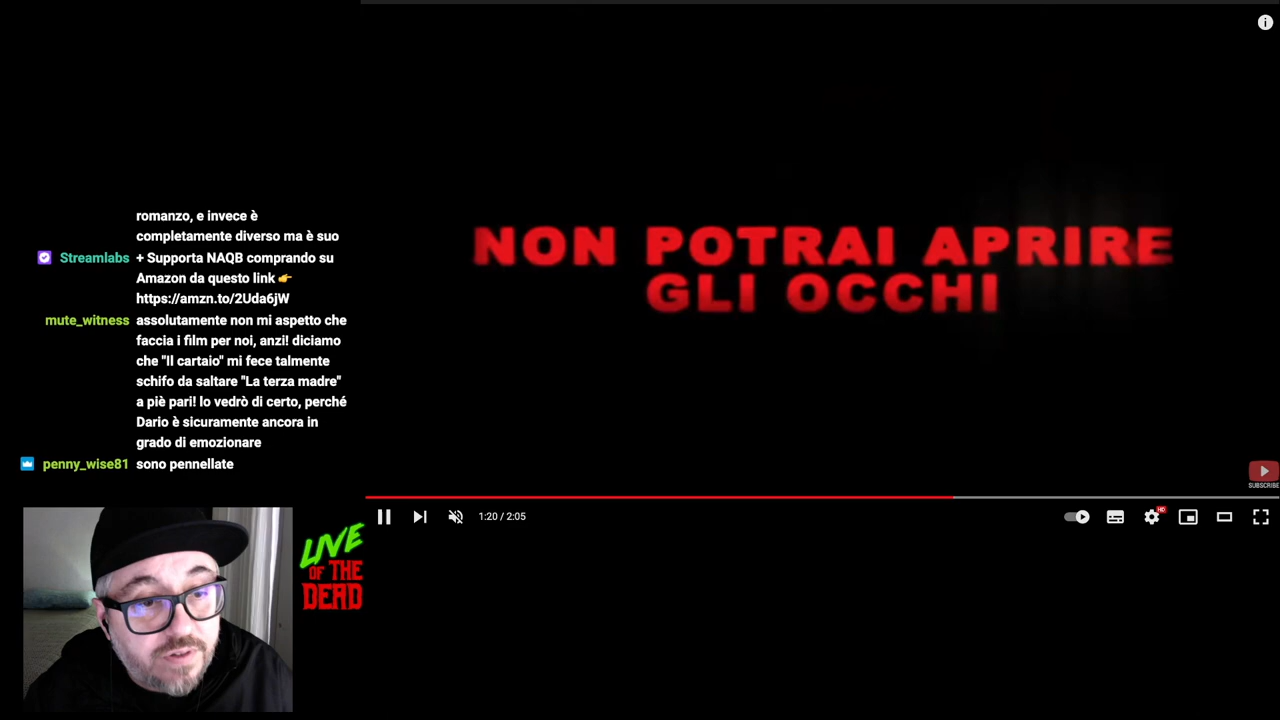 romanzo, e invece è
completamente diverso ma è suo
Streamlabs + Supporta NAQB comprando su
Amazon da questo link 👉
https://amzn.to/2Uda6jW
mute_witness assolutamente non mi aspetto che
faccia i film per noi, anzi! diciamo
che "Il cartaio" mi fece talmente
schifo da saltare "La terza madre"
a piè pari! Io vedrò di certo, perché
Dario è sicuramente ancora in
grado di emozionare
penny_wise81 sono pennellate
NON POTRAI APRIRE
GLI OCCHI
SUBSCRIBE
1:20 / 2:05
HD
LIVE
OF THE
DEAD